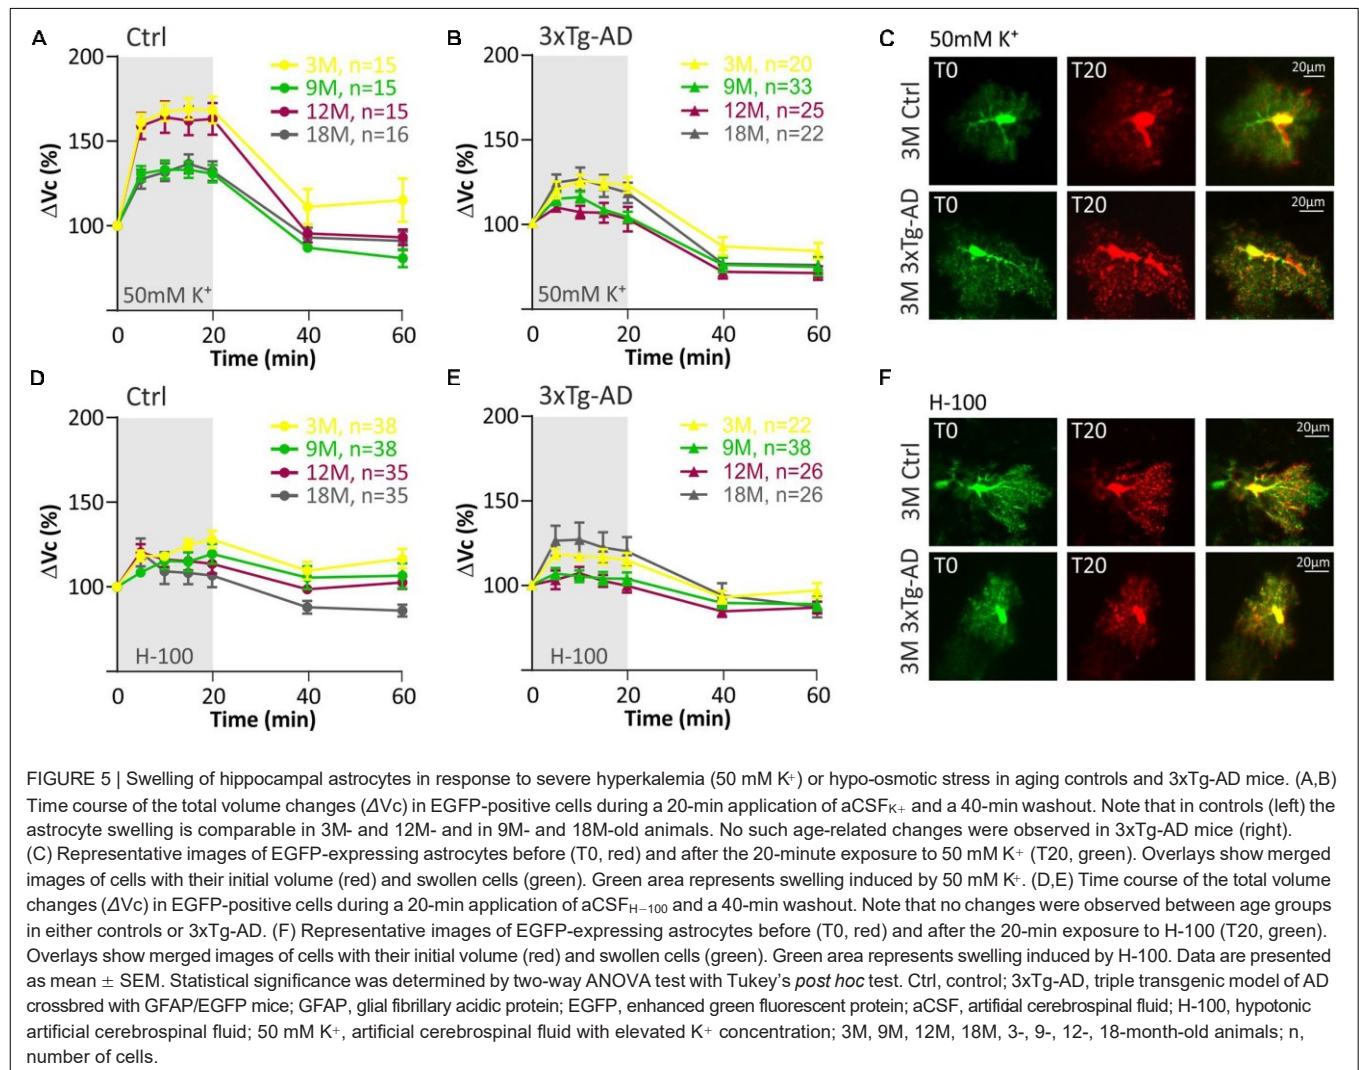 A
Ctrl
200
150
100
ΔVc (%)
3M, n=15
9M, n=15
12M, n=15
18M, n=16
50mM K⁺
0 20 40 60
Time (min)
B
3xTg-AD
200
150
100
ΔVc (%)
3M, n=20
9M, n=33
12M, n=25
18M, n=22
50mM K⁺
0 20 40 60
Time (min)
C
50mM K⁺
3M Ctrl
T0
T20
20µm
3M 3xTg-AD
T0
T20
20µm
D
Ctrl
200
150
100
ΔVc (%)
3M, n=38
9M, n=38
12M, n=35
18M, n=35
H-100
0 20 40 60
Time (min)
E
3xTg-AD
200
150
100
ΔVc (%)
3M, n=22
9M, n=38
12M, n=26
18M, n=26
H-100
0 20 40 60
Time (min)
F
H-100
3M Ctrl
T0
T20
20µm
3M 3xTg-AD
T0
T20
20µm
FIGURE 5 | Swelling of hippocampal astrocytes in response to severe hyperkalemia (50 mM K⁺) or hypo-osmotic stress in aging controls and 3xTg-AD mice. (A,B)
Time course of the total volume changes (ΔVc) in EGFP-positive cells during a 20-min application of aCSF_K+ and a 40-min washout. Note that in controls (left) the
astrocyte swelling is comparable in 3M- and 12M- and in 9M- and 18M-old animals. No such age-related changes were observed in 3xTg-AD mice (right).
(C) Representative images of EGFP-expressing astrocytes before (T0, red) and after the 20-minute exposure to 50 mM K⁺ (T20, green). Overlays show merged
images of cells with their initial volume (red) and swollen cells (green). Green area represents swelling induced by 50 mM K⁺. (D,E) Time course of the total volume
changes (ΔVc) in EGFP-positive cells during a 20-min application of aCSF_H−100 and a 40-min washout. Note that no changes were observed between age groups
in either controls or 3xTg-AD. (F) Representative images of EGFP-expressing astrocytes before (T0, red) and after the 20-min exposure to H-100 (T20, green).
Overlays show merged images of cells with their initial volume (red) and swollen cells (green). Green area represents swelling induced by H-100. Data are presented
as mean ± SEM. Statistical significance was determined by two-way ANOVA test with Tukey's post hoc test. Ctrl, control; 3xTg-AD, triple transgenic model of AD
crossbred with GFAP/EGFP mice; GFAP, glial fibrillary acidic protein; EGFP, enhanced green fluorescent protein; aCSF, artificial cerebrospinal fluid; H-100, hypotonic
artificial cerebrospinal fluid; 50 mM K⁺, artificial cerebrospinal fluid with elevated K⁺ concentration; 3M, 9M, 12M, 18M, 3-, 9-, 12-, 18-month-old animals; n,
number of cells.